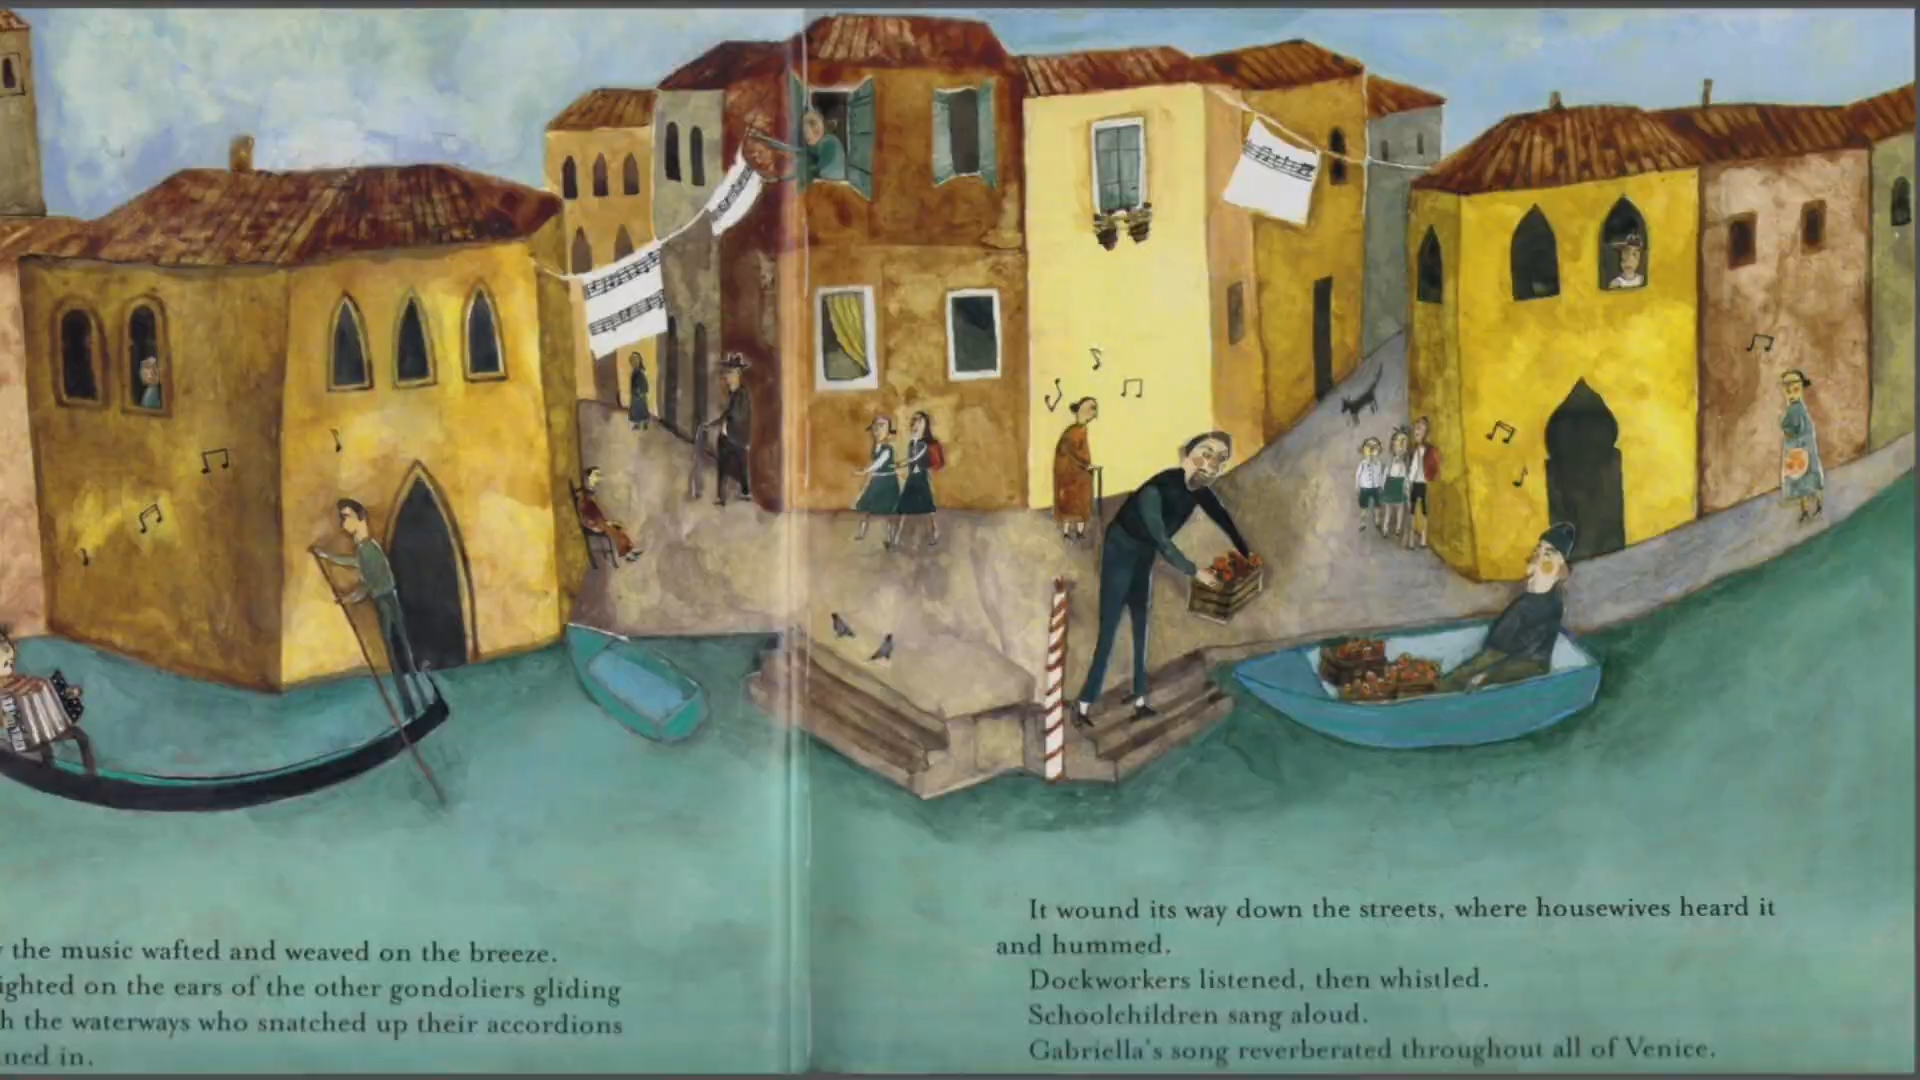 the music wafted and weaved on the breeze.
ighted on the ears of the other gondoliers gliding
h the waterways who snatched up their accordions
ned in.
It wound its way down the streets, where housewives heard it
and hummed.
Dockworkers listened, then whistled.
Schoolchildren sang aloud.
Gabriella's song reverberated throughout all of Venice.